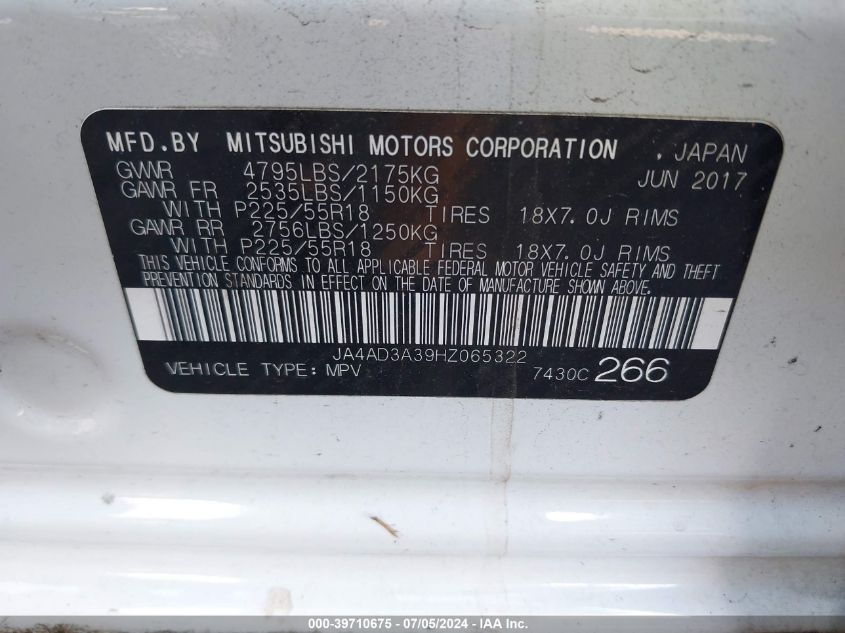 MFD.BY MITSUBISHI MOTORS CORPORATION . JAPAN
GVWR 4795LBS/2175KG JUN 2017
GAWR FR 2535LBS/1150KG
WITH P225/55R18 TIRES 18X7.0J RIMS
GAWR RR 2756LBS/1250KG
WITH P225/55R18 TIRES 18X7.0J RIMS
THIS VEHICLE CONFORMS TO ALL APPLICABLE FEDERAL MOTOR VEHICLE SAFETY AND THEFT
PREVENTION STANDARDS IN EFFECT ON THE DATE OF MANUFACTURE SHOWN ABOVE.
JA4AD3A39HZ065322
VEHICLE TYPE:MPV 7430C 266
000-39710675 - 07/05/2024 - IAAI, Inc.